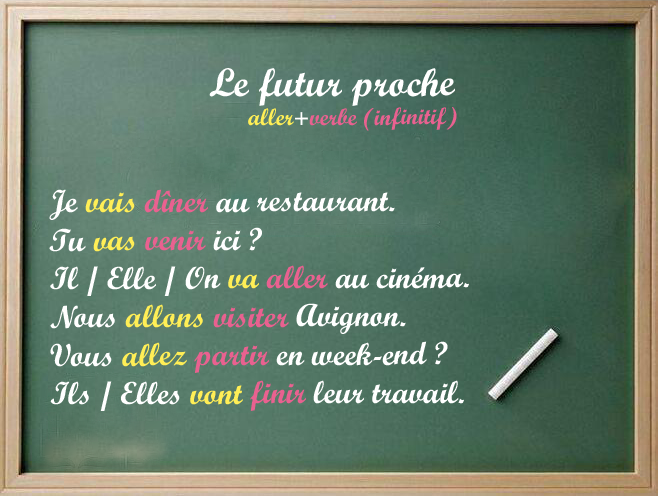 Le futur proche
aller+verbe (infinitif)
Je vais dîner au restaurant.
Tu vas venir ici ?
Il / Elle / On va aller au cinéma.
Nous allons visiter Avignon.
Vous allez partir en week-end ?
Ils / Elles vont finir leur travail.